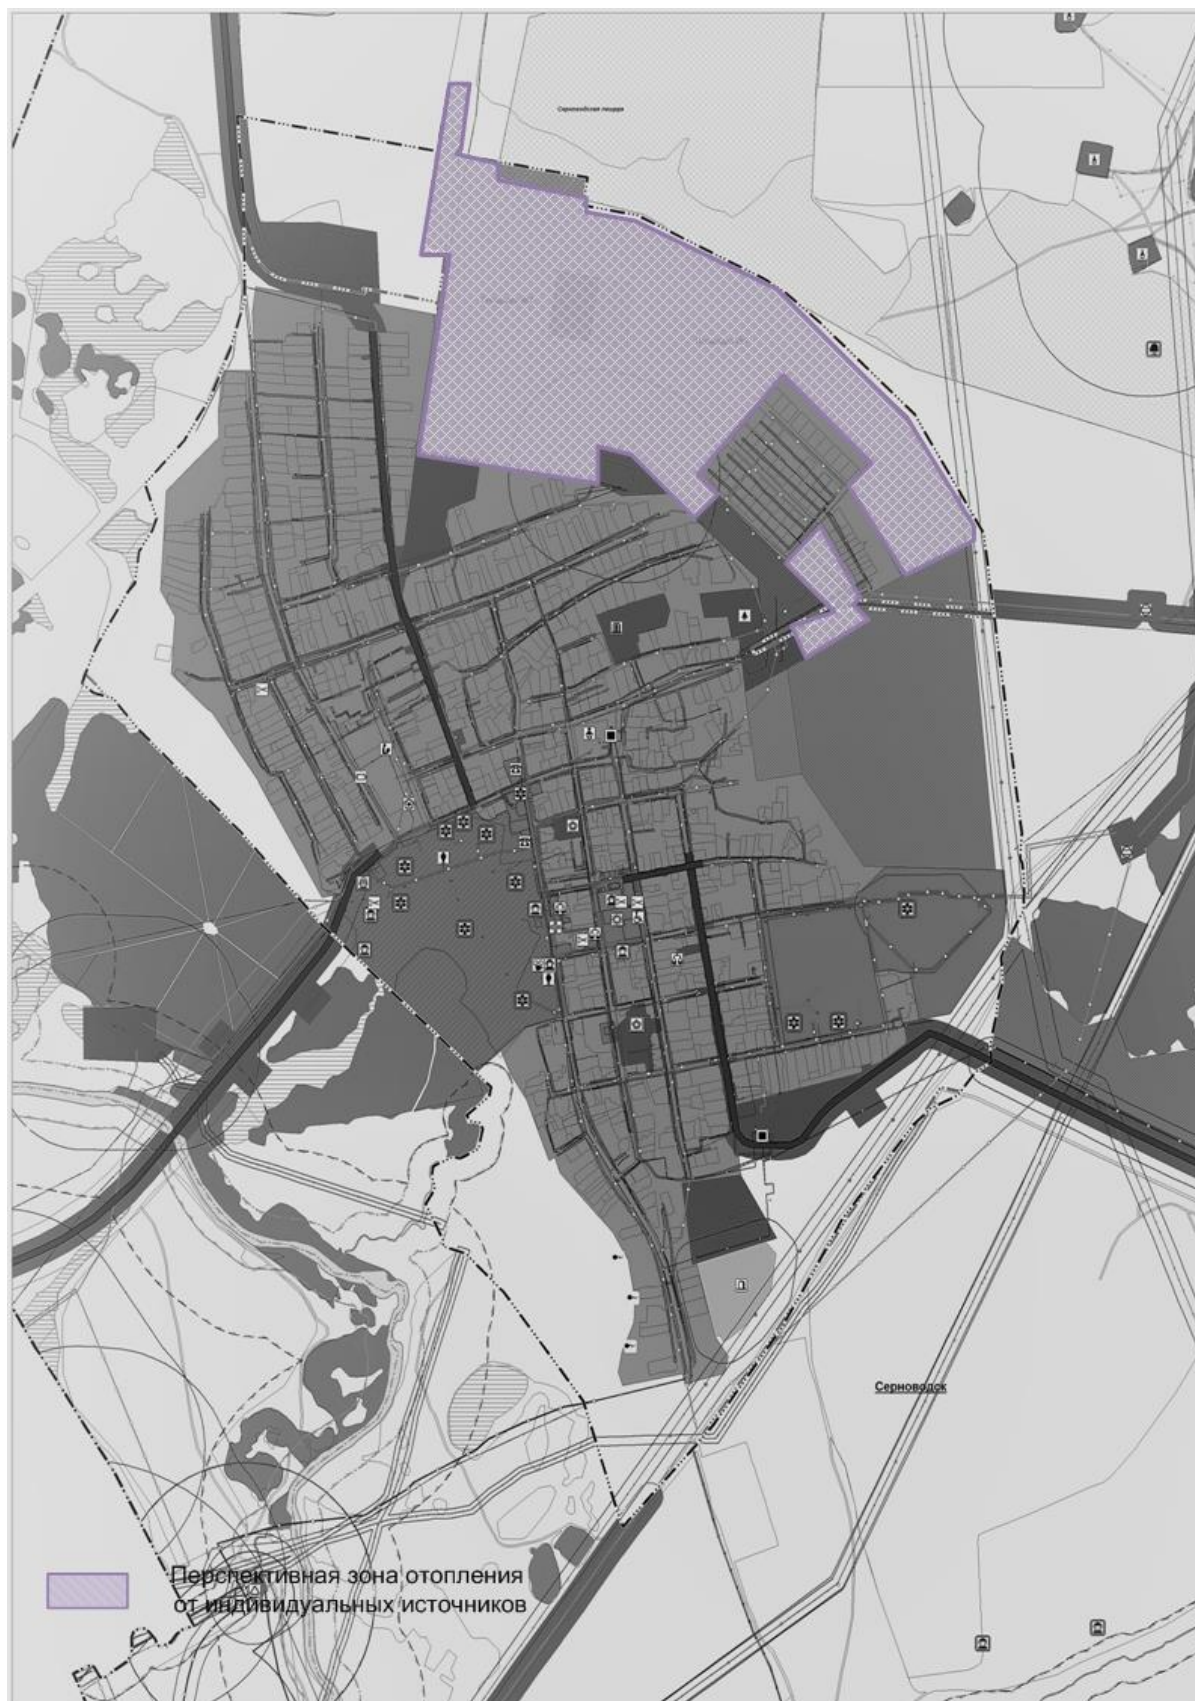 Серноводск
Перспективная зона отопления
от индивидуальных источников